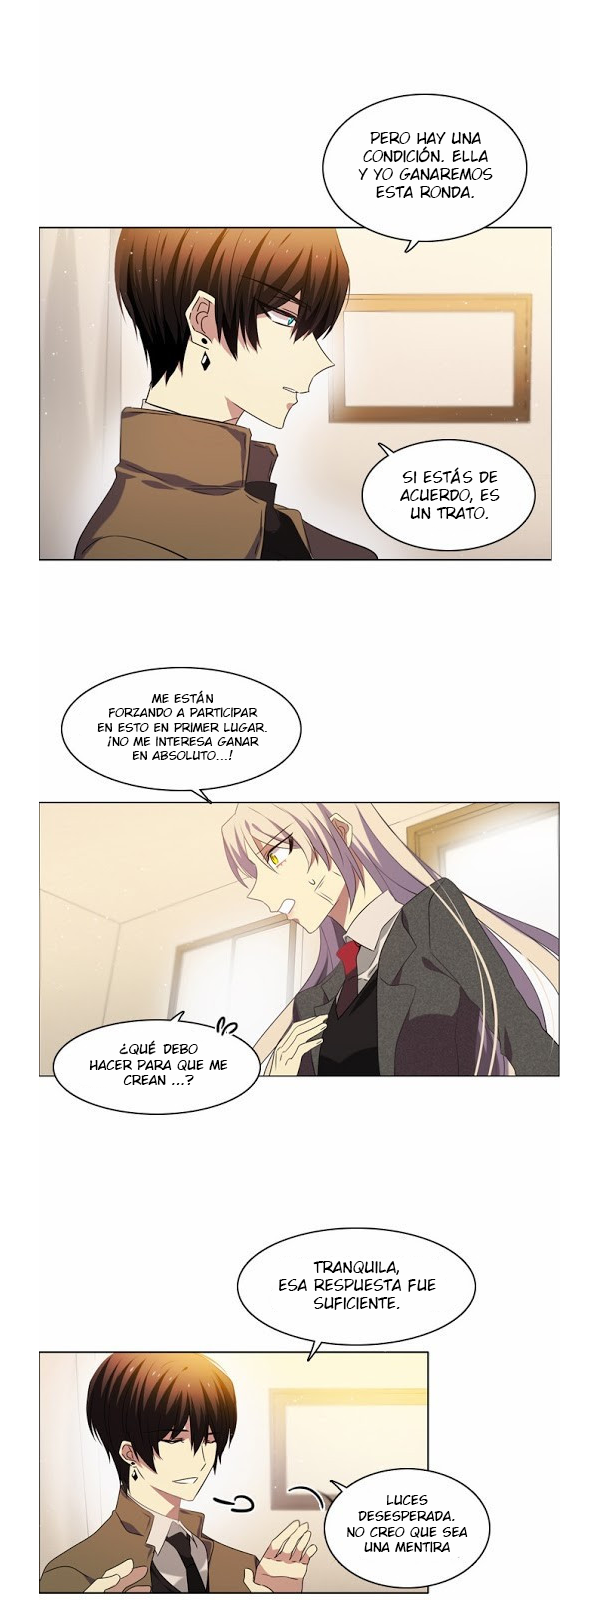 PERO HAY UNA
CONDICIÓN. ELLA
Y YO GANAREMOS
ESTA RONDA.
SI ESTÁS DE
ACUERDO, ES
UN TRATO.
ME ESTÁN
FORZANDO A PARTICIPAR
EN ESTO EN PRIMER LUGAR.
¡NO ME INTERESA GANAR
EN ABSOLUTO...!
¿QUÉ DEBO
HACER PARA QUE ME
CREAN ...?
TRANQUILA,
ESA RESPUESTA FUE
SUFICIENTE.
LUCES
DESESPERADA.
NO CREO QUE SEA
UNA MENTIRA